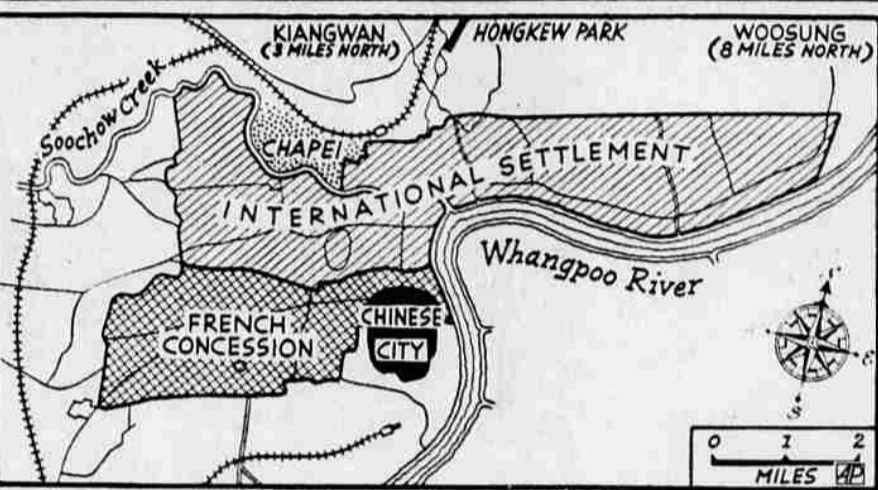 KIANGWAN
(3 MILES NORTH)
HONGKEW PARK
WOOSUNG
(8 MILES NORTH)
Soochow Creek
CHAPEI
INTERNATIONAL SETTLEMENT
Whangpoo River
FRENCH
CONCESSION
CHINESE
CITY
E
S
0 1 2
MILES AP